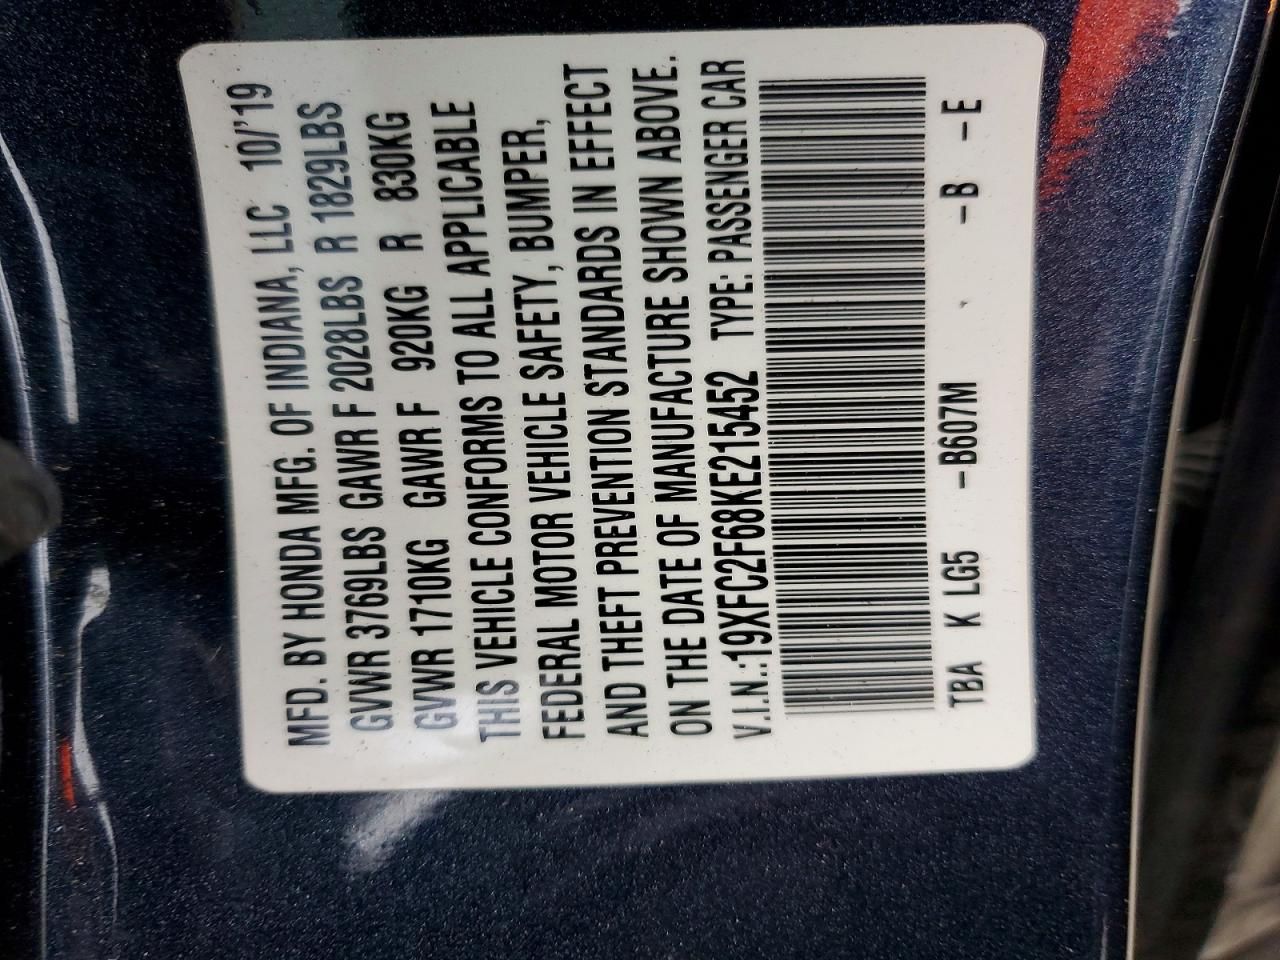 MFD. BY HONDA MFG. OF INDIANA, LLC 10/'19
GVWR 3769LBS GAWR F 2028LBS R 1829LBS
GVWR 1710KG GAWR F 920KG R 830KG
THIS VEHICLE CONFORMS TO ALL APPLICABLE
FEDERAL MOTOR VEHICLE SAFETY, BUMPER,
AND THEFT PREVENTION STANDARDS IN EFFECT
ON THE DATE OF MANUFACTURE SHOWN ABOVE.
V.I.N.:19XFC2F68KE215452 TYPE: PASSENGER CAR
TBA K LG5 -B607M -B -E